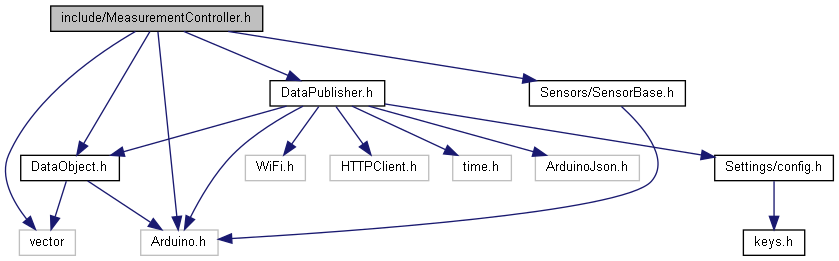 include/MeasurementController.h
DataPublisher.h
Sensors/SensorBase.h
DataObject.h
WiFi.h
HTTPClient.h
time.h
ArduinoJson.h
Settings/config.h
vector
Arduino.h
keys.h